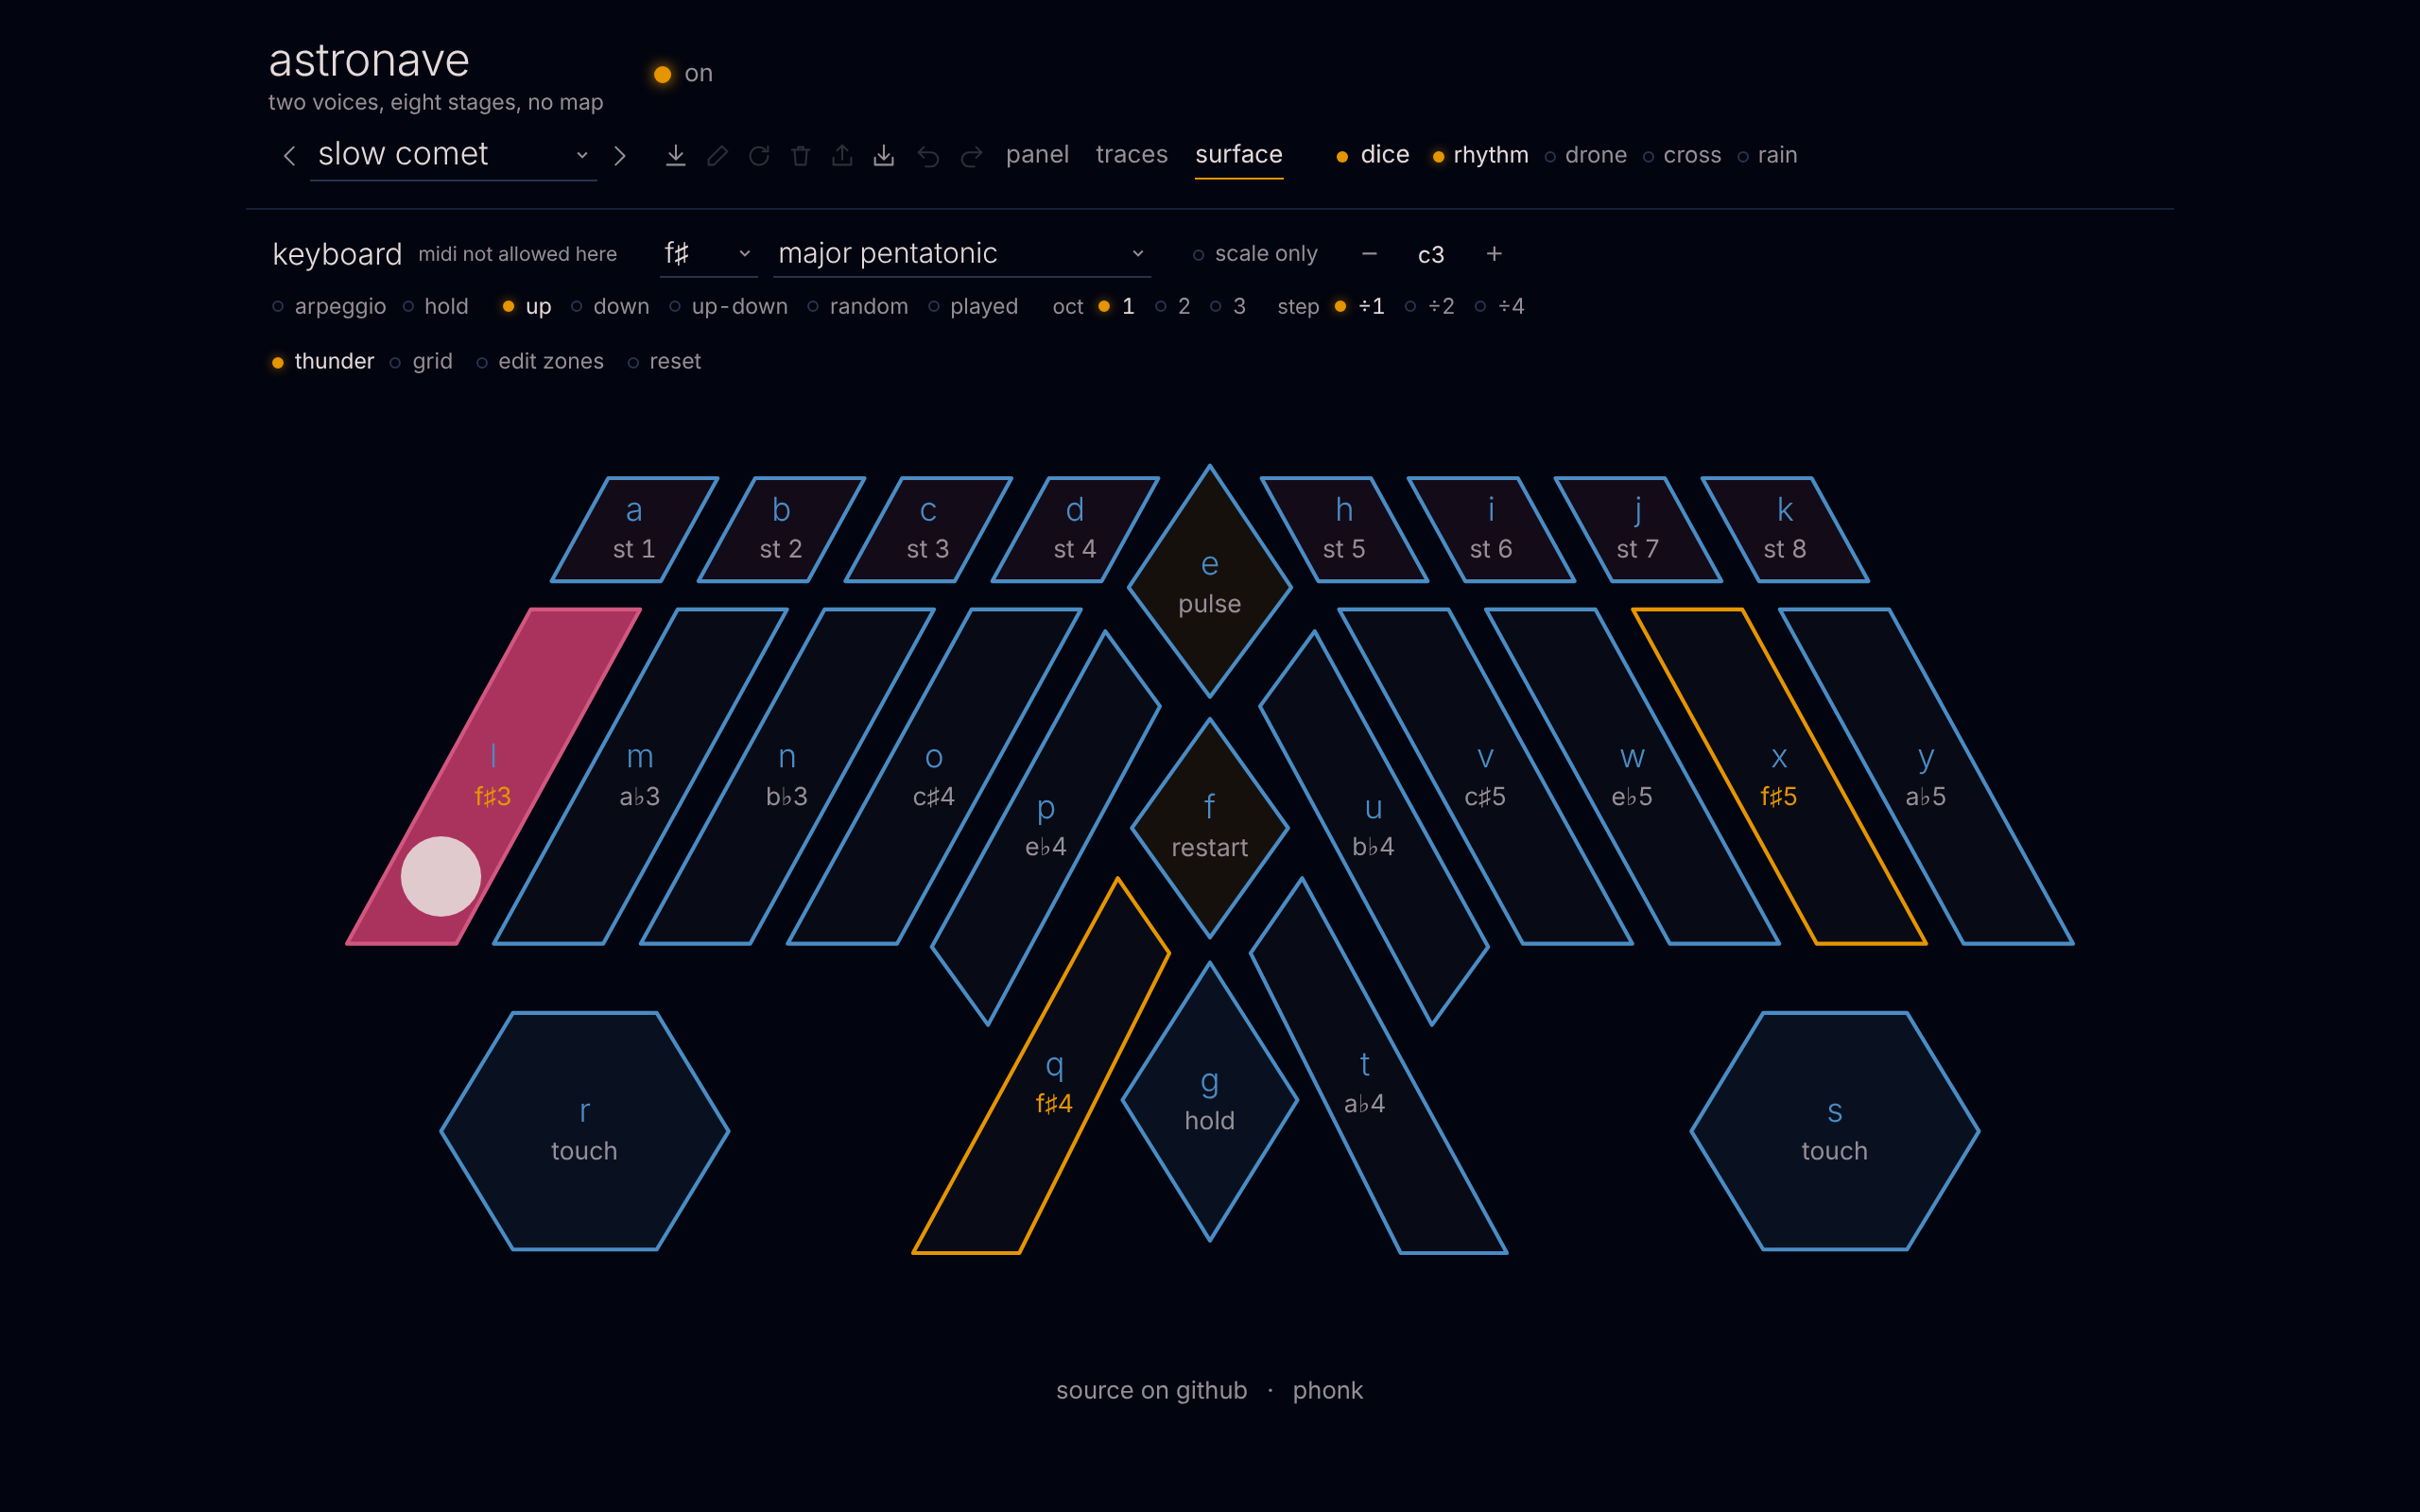 astronave
on
two voices, eight stages, no map
slow comet
panel traces surface dice rhythm drone cross rain
keyboard midi not allowed here f♯ major pentatonic scale only − c3 +
arpeggio hold up down up-down random played oct 1 2 3 step ÷1 ÷2 ÷4
thunder grid edit zones reset
a b c d h i j k
st 1 st 2 st 3 st 4 st 5 st 6 st 7 st 8
e
pulse
l m n o v w x y
f♯3 a♭3 b♭3 c♯4 c♯5 e♭5 f♯5 a♭5
p f u
e♭4 restart b♭4
q g t
f♯4 hold a♭4
r s
touch touch
source on github · phonk